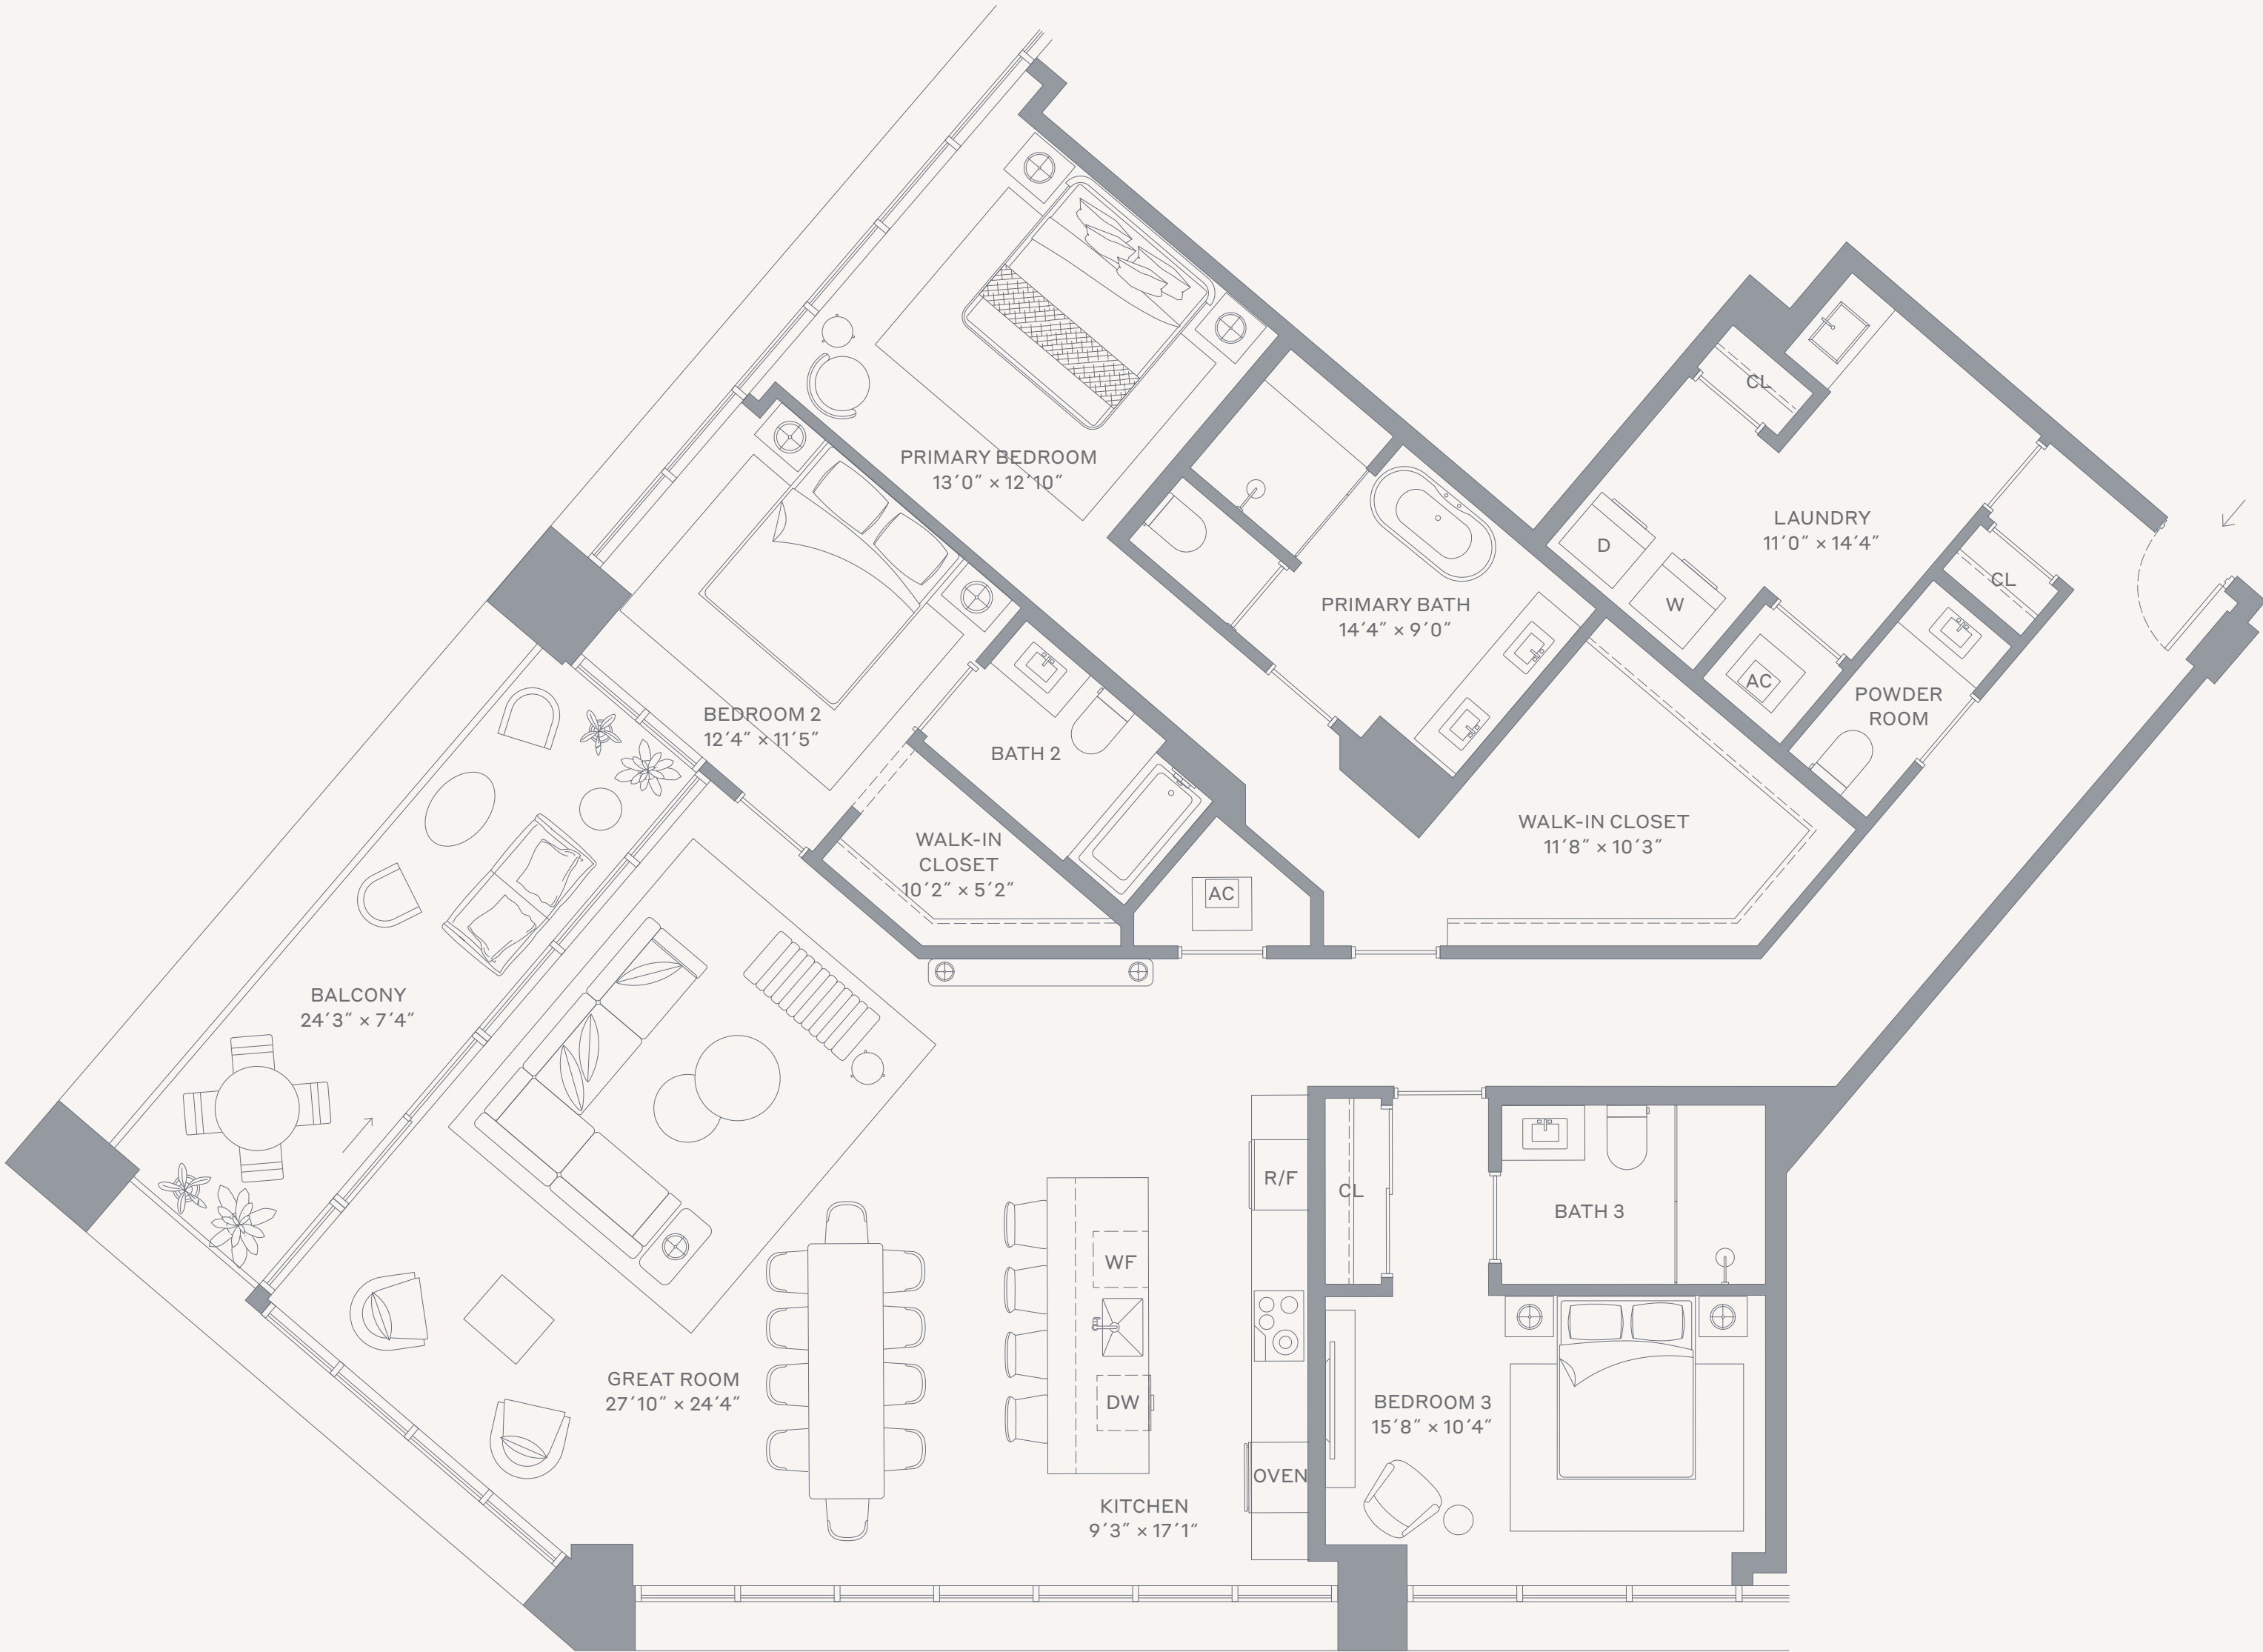 PRIMARY BEDROOM
13′0″ × 12′10″
CL
LAUNDRY
11′0″ × 14′4″
D
W
CL
PRIMARY BATH
14′4″ × 9′0″
AC
POWDER
ROOM
BEDROOM 2
12′4″ × 11′5″
BATH 2
WALK-IN
CLOSET
10′2″ × 5′2″
AC
WALK-IN CLOSET
11′8″ × 10′3″
BALCONY
24′3″ × 7′4″
R/F
CL
BATH 3
WF
GREAT ROOM
27′10″ × 24′4″
DW
BEDROOM 3
15′8″ × 10′4″
OVEN
KITCHEN
9′3″ × 17′1″